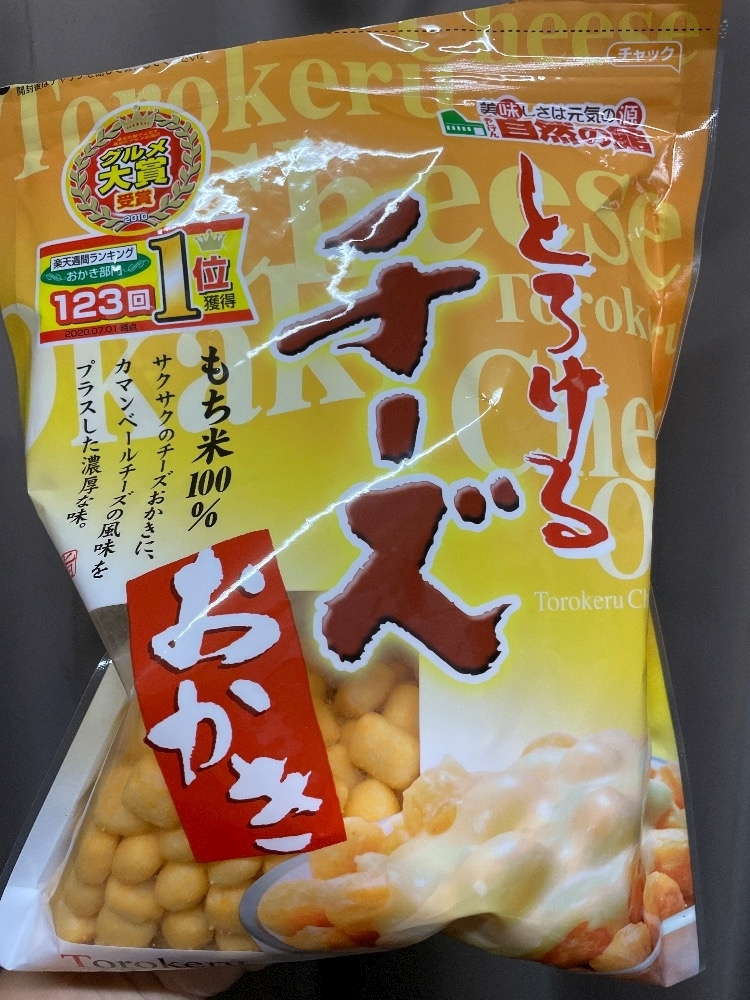 チャック
Torokeru
Cheese
Cheese
Okaki
Toroku
Che
O
美味しさは元気の源
自然の館
グルメ
大賞
受賞
2010
楽天週間ランキング
おかき部門
123回
1位
獲得
2020.07.01時点
とろける
チーズ
おかき
もち米100%
サクサクのチーズおかきに、
カマンベールチーズの風味を
プラスした濃厚な味。
Torokeru Ch
Torokeru